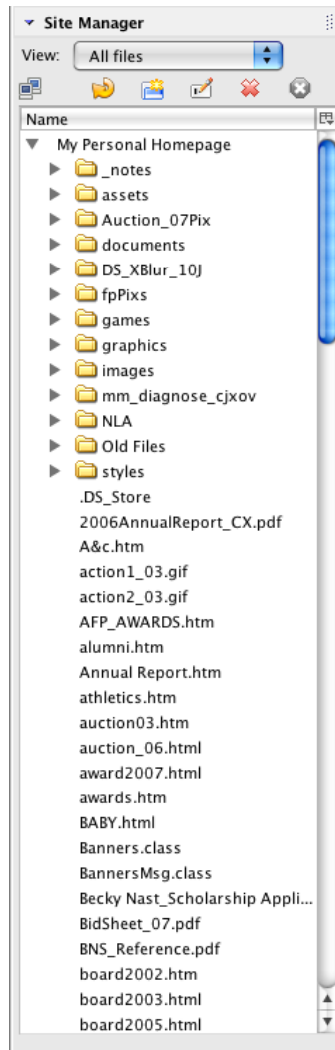 Site Manager
View: All files
Name
My Personal Homepage
_notes
assets
Auction_07Pix
documents
DS_XBlur_10J
fpPixs
games
graphics
images
mm_diagnose_cjxov
NLA
Old Files
styles
.DS_Store
2006AnnualReport_CX.pdf
A&c.htm
action1_03.gif
action2_03.gif
AFP_AWARDS.htm
alumni.htm
Annual Report.htm
athletics.htm
auction03.htm
auction_06.html
award2007.html
awards.htm
BABY.html
Banners.class
BannersMsg.class
Becky Nast_Scholarship Appli...
BidSheet_07.pdf
BNS_Reference.pdf
board2002.htm
board2003.html
board2005.html